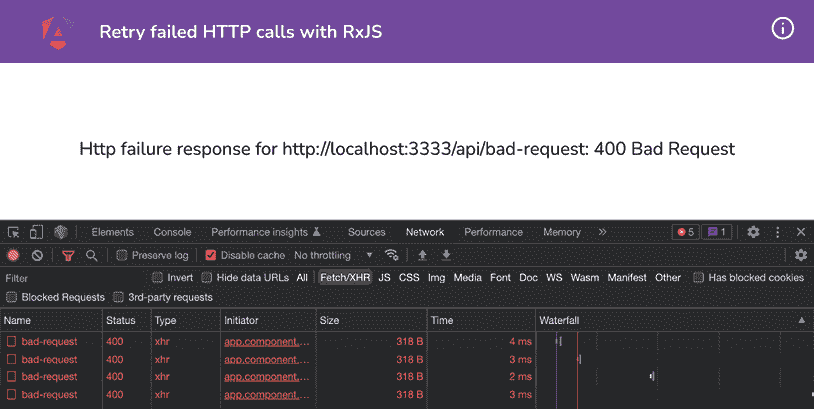 Retry failed HTTP calls with RxJS
Http failure response for http://localhost:3333/api/bad-request: 400 Bad Request
Elements Console Performance insights Sources Network Performance Memory » 5 1
Preserve log Disable cache No throttling
Filter Invert Hide data URLs All Fetch/XHR JS CSS Img Media Font Doc WS Wasm Manifest Other Has blocked cookies
Blocked Requests 3rd-party requests
Name Status Type Initiator Size Time Waterfall
bad-request 400 xhr app.component.... 318 B 4 ms
bad-request 400 xhr app.component.... 318 B 3 ms
bad-request 400 xhr app.component.... 318 B 2 ms
bad-request 400 xhr app.component.... 318 B 3 ms